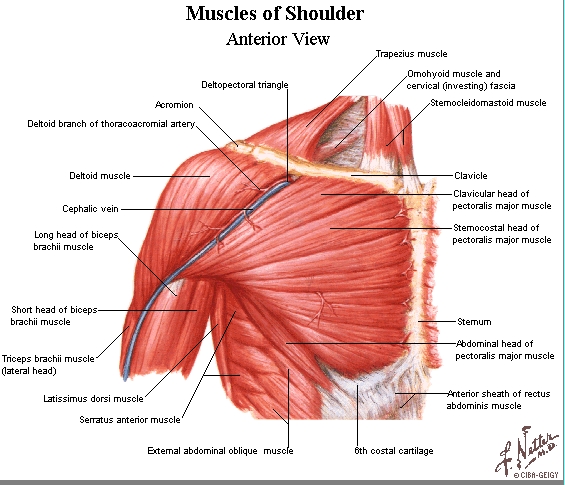 Muscles of Shoulder
Anterior View
Trapezius muscle
Omohyoid muscle and
cervical (investing) fascia
Sternocleidomastoid muscle
Deltopectoral triangle
Acromion
Deltoid branch of thoracoacromial artery
Deltoid muscle
Clavicle
Clavicular head of
pectoralis major muscle
Cephalic vein
Sternocostal head of
pectoralis major muscle
Long head of biceps
brachii muscle
Short head of biceps
brachii muscle
Sternum
Abdominal head of
pectoralis major muscle
Triceps brachii muscle
(lateral head)
Latissimus dorsi muscle
Anterior sheath of rectus
abdominis muscle
Serratus anterior muscle
External abdominal oblique muscle
6th costal cartilage
F. Netter
M.D.
© CIBA-GEIGY